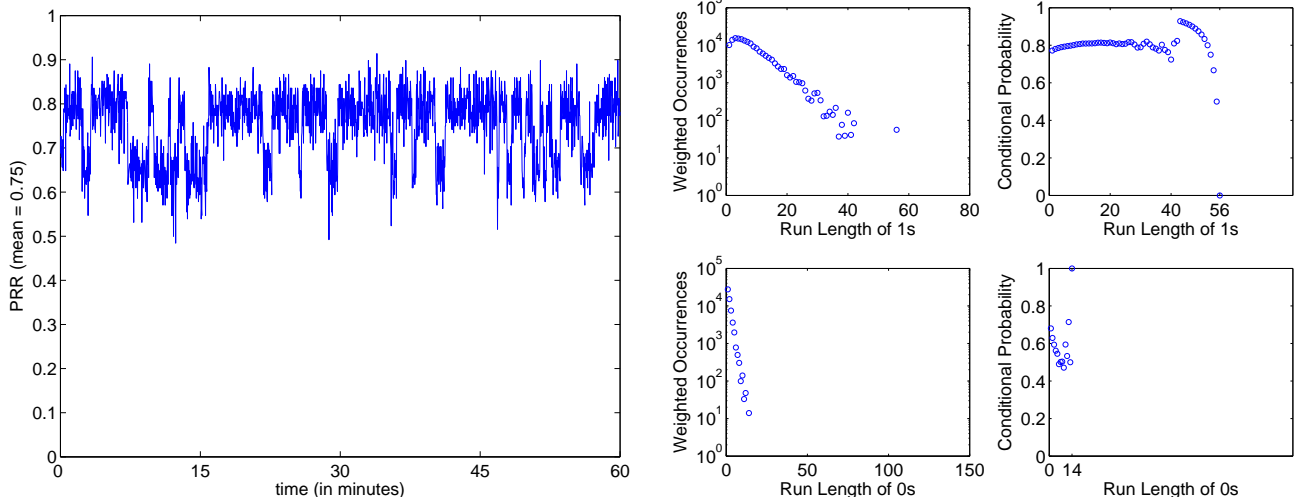 PRR (mean = 0.75)
1
0.9
0.8
0.7
0.6
0.5
0.4
0.3
0.2
0.1
0
0 15 30 45 60
time (in minutes)
Weighted Occurrences
10^5
10^4
10^3
10^2
10^1
10^0
0 20 40 60 80
Run Length of 1s
Conditional Probability
1
0.8
0.6
0.4
0.2
0
0 20 40 56
Run Length of 1s
Weighted Occurrences
10^5
10^4
10^3
10^2
10^1
10^0
0 50 100 150
Run Length of 0s
Conditional Probability
1
0.8
0.6
0.4
0.2
0
0 14
Run Length of 0s